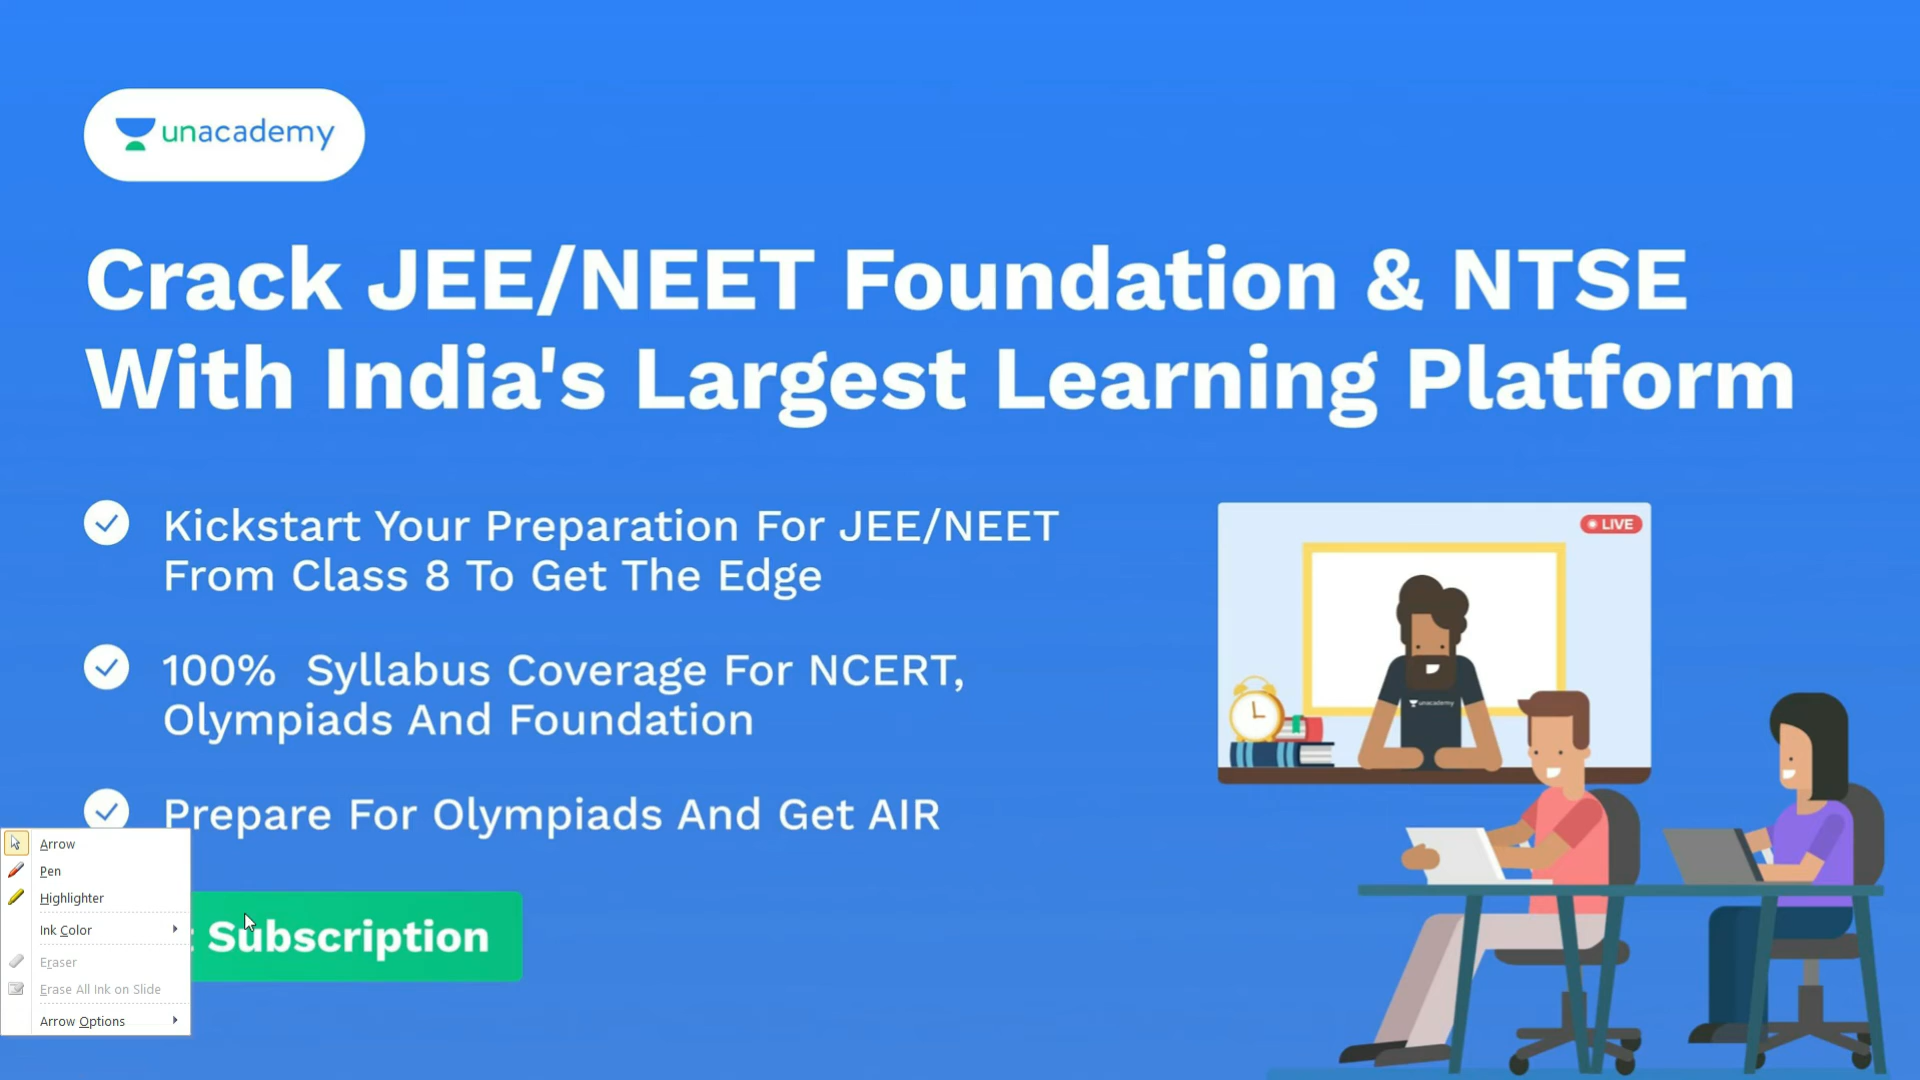 unacademy
Crack JEE/NEET Foundation & NTSE
With India's Largest Learning Platform
Kickstart Your Preparation For JEE/NEET
From Class 8 To Get The Edge
100% Syllabus Coverage For NCERT,
Olympiads And Foundation
Prepare For Olympiads And Get AIR
Subscription
LIVE
unacademy
Arrow
Pen
Highlighter
Ink Color
Eraser
Erase All Ink on Slide
Arrow Options